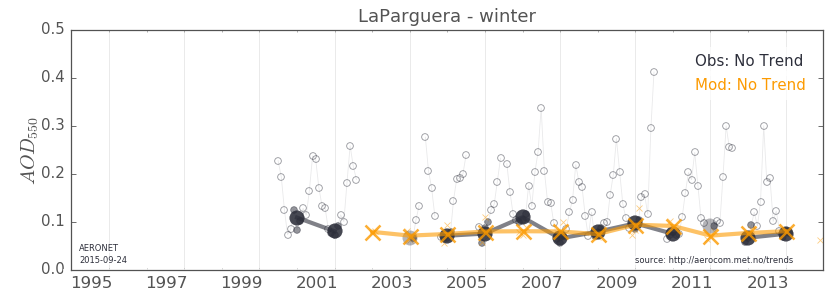 LaParguera - winter
0.5
0.4
0.3
0.2
0.1
0.0
AOD550
Obs: No Trend
Mod: No Trend
AERONET
2015-09-24
source: http://aerocom.met.no/trends
1995 1997 1999 2001 2003 2005 2007 2009 2011 2013